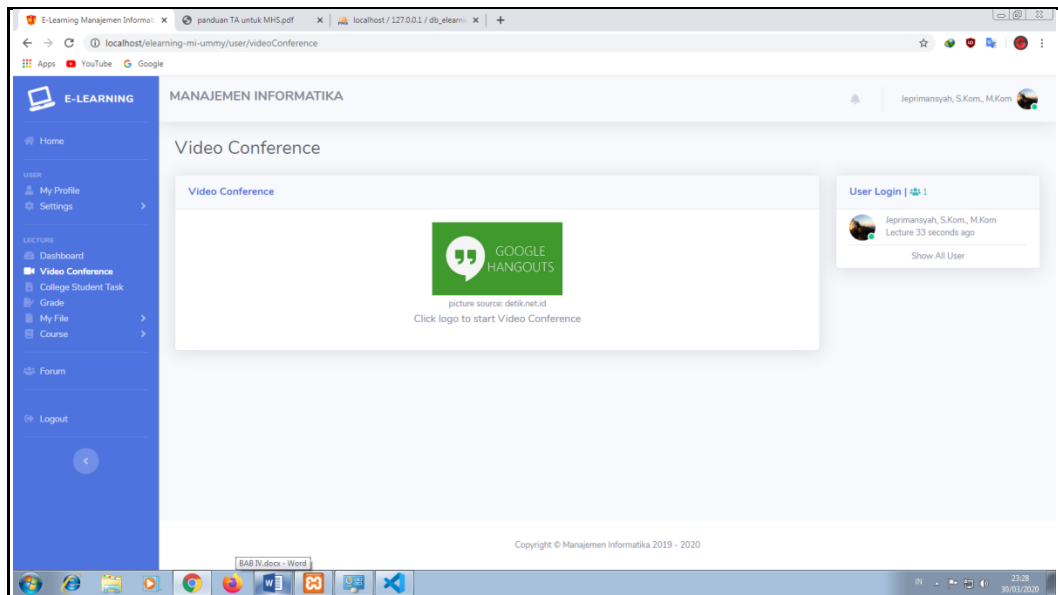 E-Learning Manajemen Informat
panduan TA untuk MHS.pdf
localhost / 127.0.0.1 / db_elearni
localhost/elearning-mi-ummy/user/videoConference
Apps YouTube Google
E-LEARNING
MANAJEMEN INFORMATIKA
Jeprimansyah, S.Kom., M.Kom
Home
USER
My Profile
Settings
LECTURE
Dashboard
Video Conference
College Student Task
Grade
My File
Course
Forum
Logout
Video Conference
Video Conference
GOOGLE
HANGOUTS
picture source: detik.net.id
Click logo to start Video Conference
User Login | 1
Jeprimansyah, S.Kom., M.Kom
Lecture 33 seconds ago
Show All User
Copyright © Manajemen Informatika 2019 - 2020
BAB IV.docx - Word
IN
23:28
30/03/2020